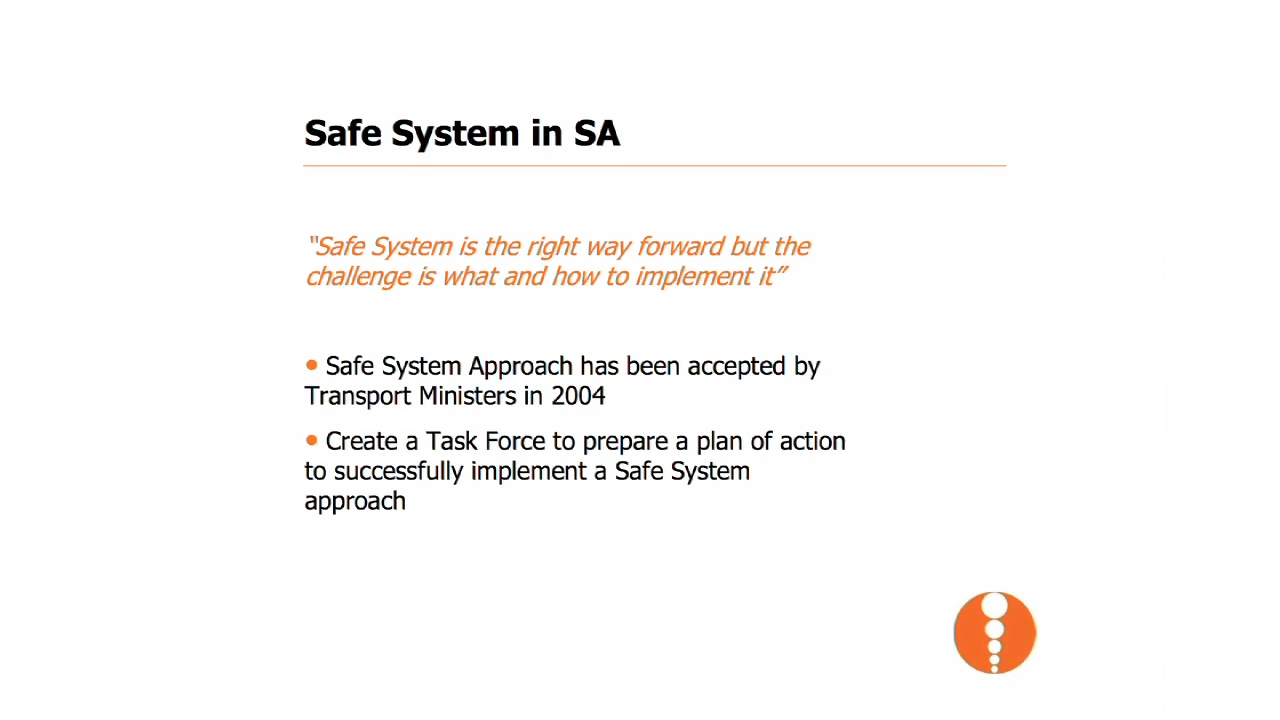 Safe System in SA
“Safe System is the right way forward but the
challenge is what and how to implement it”
• Safe System Approach has been accepted by
Transport Ministers in 2004
• Create a Task Force to prepare a plan of action
to successfully implement a Safe System
approach